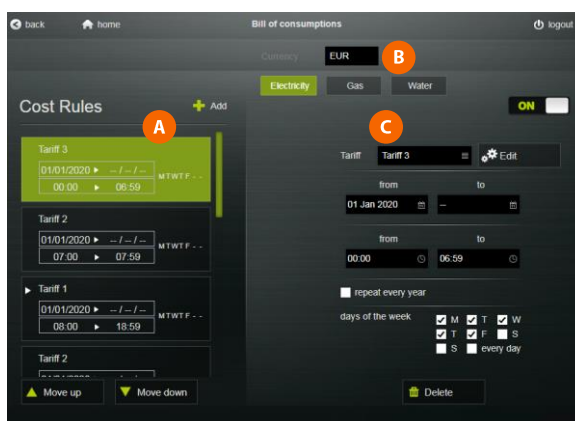 back home Bill of consumptions logout
Currency EUR B
Electricity Gas Water
Cost Rules Add ON
A C
Tariff 3
01/01/2020 -- / -- / --
00:00 06:59 M T W T F - -
Tariff 2
01/01/2020 -- / -- / --
07:00 07:59 M T W T F - -
Tariff 1
01/01/2020 -- / -- / --
08:00 18:59 M T W T F - -
Tariff 2
Move up Move down
Tariff Tariff 3 Edit
from to
01 Jan 2020 --
from to
00:00 06:59
repeat every year
days of the week M T W
T F S
S every day
Delete